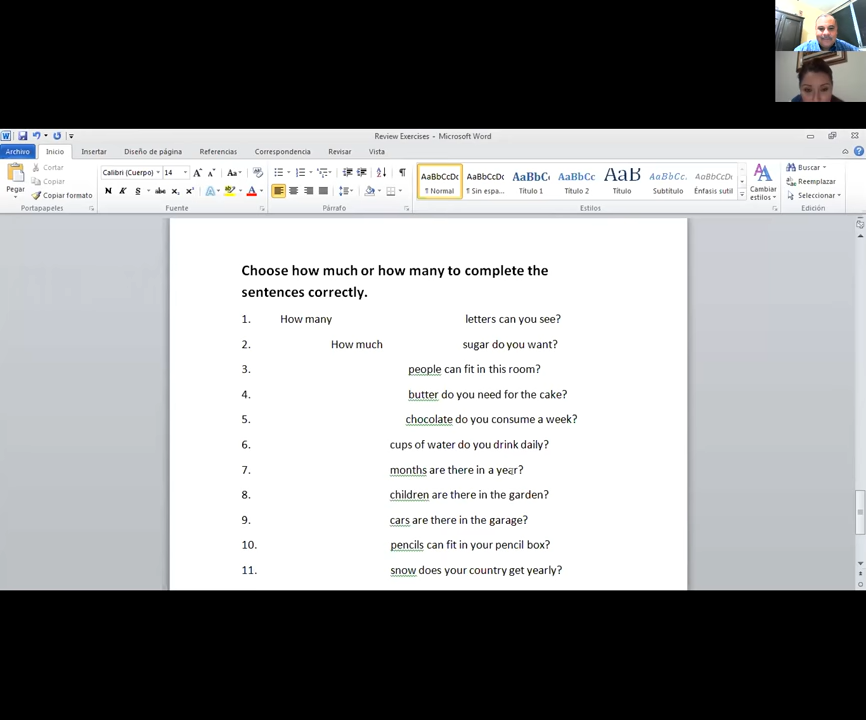 Review Exercises - Microsoft Word
Archivo Inicio Insertar Diseño de página Referencias Correspondencia Revisar Vista
Pegar
Cortar
Copiar
Copiar formato
Calibri (Cuerpo) 14
AaBbCcDc AaBbCcDc AaBbC AaBbCc AaB AaBbCc. AaBbCcDc
¶ Normal ¶ Sin espa... Título 1 Título 2 Título Subtítulo Énfasis sutil
Cambiar estilos
Buscar
Reemplazar
Seleccionar
Portapapeles Fuente Párrafo Estilos Edición
Choose how much or how many to complete the
sentences correctly.
1. How many letters can you see?
2. How much sugar do you want?
3. people can fit in this room?
4. butter do you need for the cake?
5. chocolate do you consume a week?
6. cups of water do you drink daily?
7. months are there in a year?
8. children are there in the garden?
9. cars are there in the garage?
10. pencils can fit in your pencil box?
11. snow does your country get yearly?